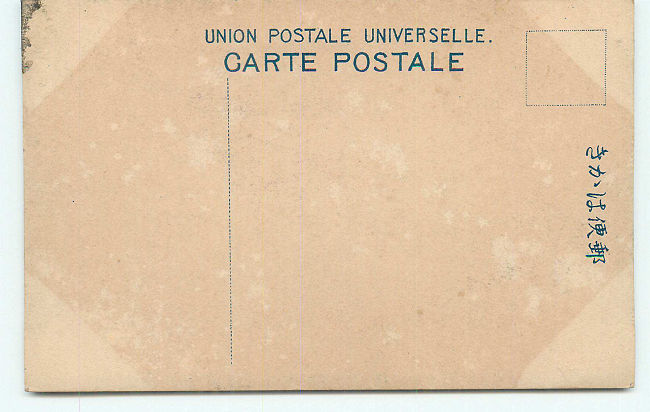 UNION POSTALE UNIVERSELLE.
CARTE POSTALE
きかは便郵